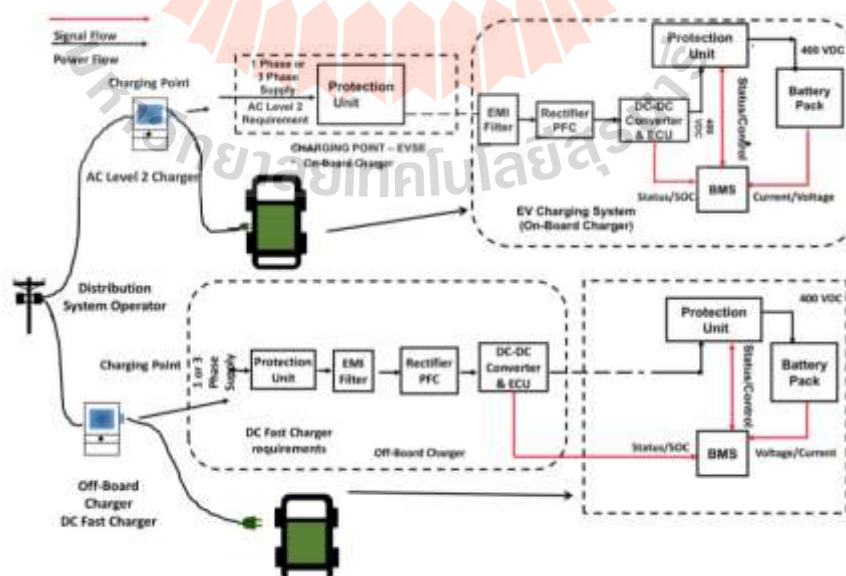 Signal Flow
Power Flow
Charging Point
AC Level 2 Charger
1 Phase or
3 Phase
Supply
AC Level 2
Requirement
Protection
Unit
CHARGING POINT – EVSE
On-Board Charger
EMI
Filter
Rectifier
PFC
DC-DC
Converter
& ECU
400
VDC
Protection
Unit
Status/Control
400 VDC
Battery
Pack
BMS
Status/SOC
Current/Voltage
EV Charging System
(On-Board Charger)
Distribution
System Operator
Charging Point
1 or 3
Phase
Supply
Protection
Unit
EMI
Filter
Rectifier
PFC
DC-DC
Converter
& ECU
DC Fast Charger
requirements
Off-Board Charger
400 VDC
Protection
Unit
Status/Control
Battery
Pack
BMS
Status/SOC
Voltage/Current
Off-Board
Charger
DC Fast Charger